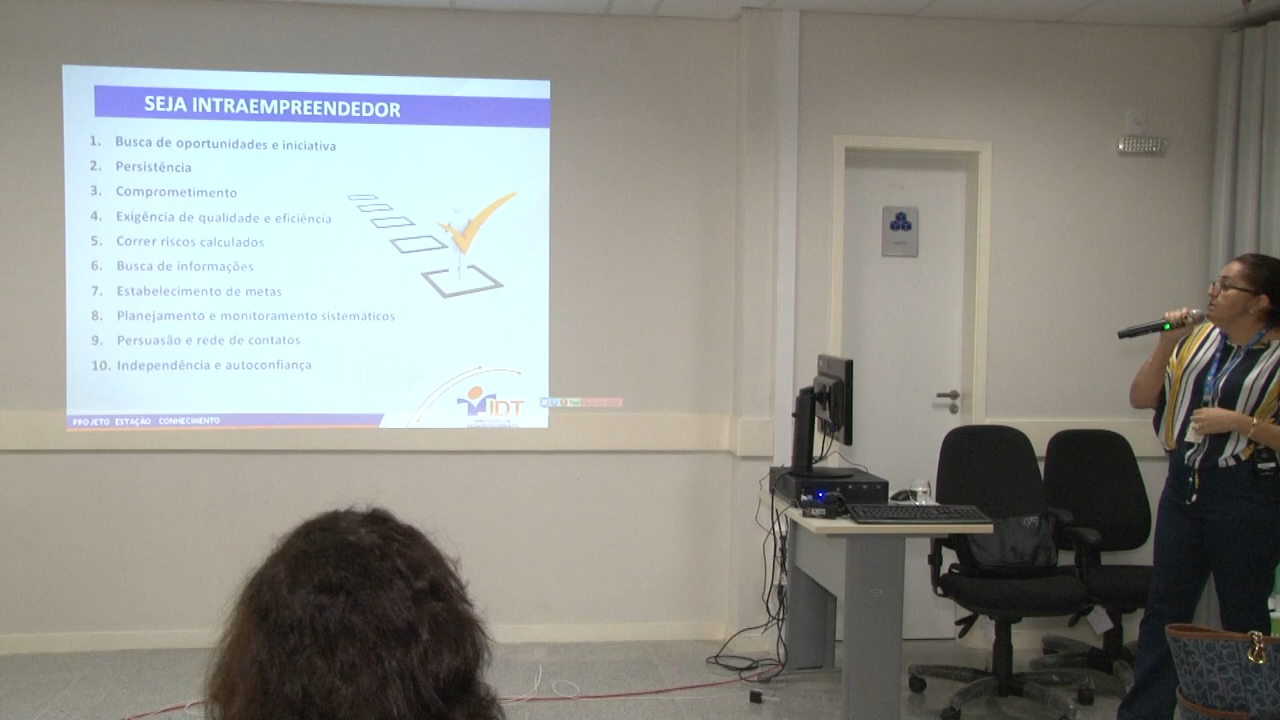 SEJA INTRAEMPREENDEDOR
1. Busca de oportunidades e iniciativa
2. Persistência
3. Comprometimento
4. Exigência de qualidade e eficiência
5. Correr riscos calculados
6. Busca de informações
7. Estabelecimento de metas
8. Planejamento e monitoramento sistemáticos
9. Persuasão e rede de contatos
10. Independência e autoconfiança
IDT
PROJETO ESTAÇÃO CONHECIMENTO